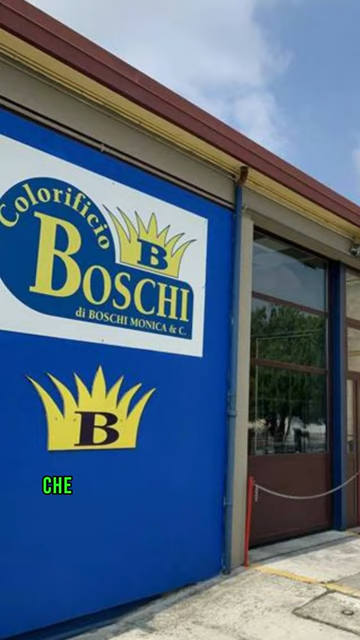 Colorificio
B
BOSCHI
di BOSCHI MONICA & C.
B
CHE